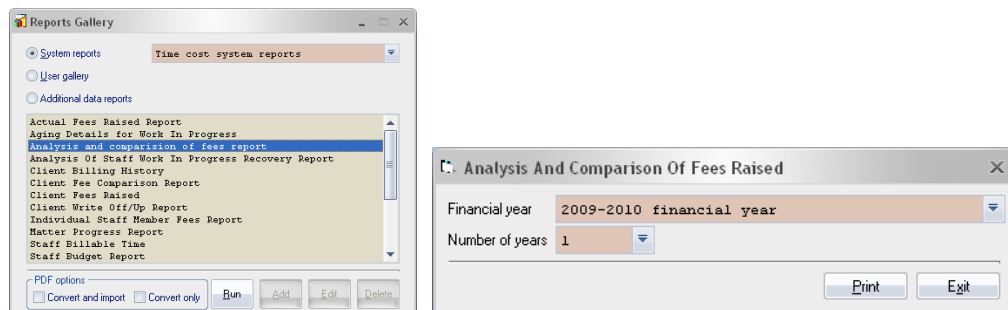 Reports Gallery
System reports Time cost system reports
User gallery
Additional data reports
Actual Fees Raised Report
Aging Details for Work In Progress
Analysis and comparision of fees report
Analysis Of Staff Work In Progress Recovery Report
Client Billing History
Client Fee Comparison Report
Client Fees Raised
Client Write Off/Up Report
Individual Staff Member Fees Report
Matter Progress Report
Staff Billable Time
Staff Budget Report
PDF options
Convert and import Convert only Run Add Edit Delete
Analysis And Comparison Of Fees Raised
Financial year 2009-2010 financial year
Number of years 1
Print Exit